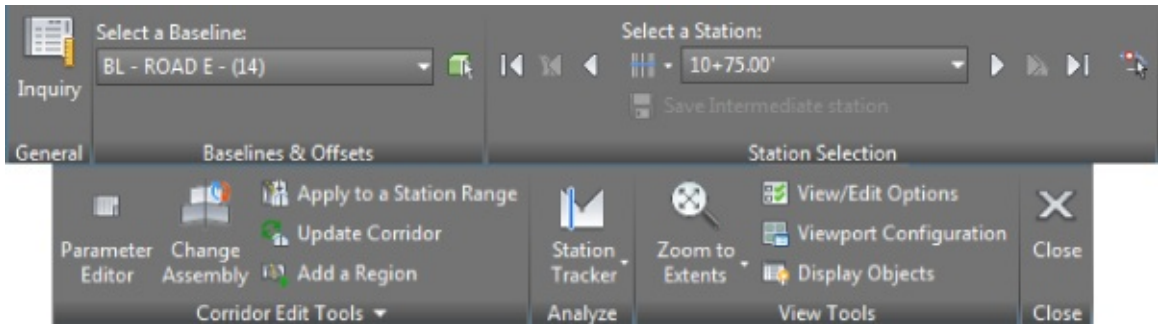 Inquiry
General
Select a Baseline:
BL - ROAD E - (14)
Baselines & Offsets
Select a Station:
10+75.00'
Save Intermediate station
Station Selection
Parameter
Editor
Change
Assembly
Apply to a Station Range
Update Corridor
Add a Region
Corridor Edit Tools
Station
Tracker
Analyze
Zoom to
Extents
View/Edit Options
Viewport Configuration
Display Objects
View Tools
Close
Close